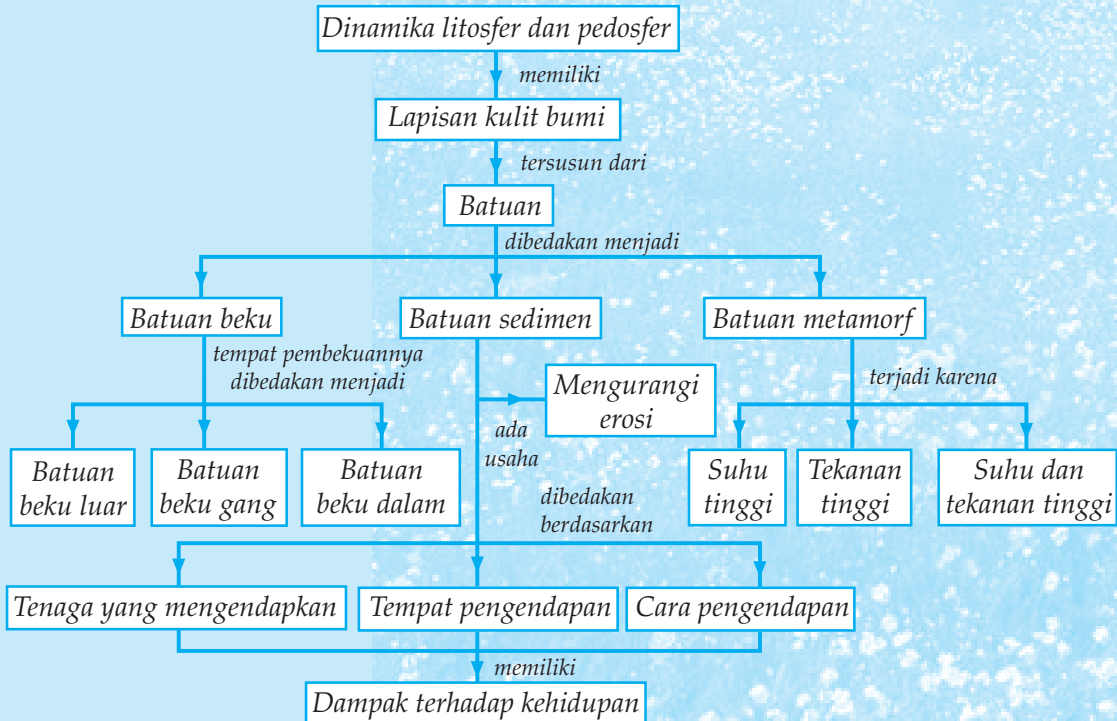 Dinamika litosfer dan pedosfer
memiliki
Lapisan kulit bumi
tersusun dari
Batuan
dibedakan menjadi
Batuan beku
Batuan sedimen
Batuan metamorf
tempat pembekuannya
dibedakan menjadi
terjadi karena
Mengurangi
erosi
ada
usaha
Batuan
beku luar
Batuan
beku gang
Batuan
beku dalam
Suhu
tinggi
Tekanan
tinggi
Suhu dan
tekanan tinggi
dibedakan
berdasarkan
Tenaga yang mengendapkan
Tempat pengendapan
Cara pengendapan
memiliki
Dampak terhadap kehidupan